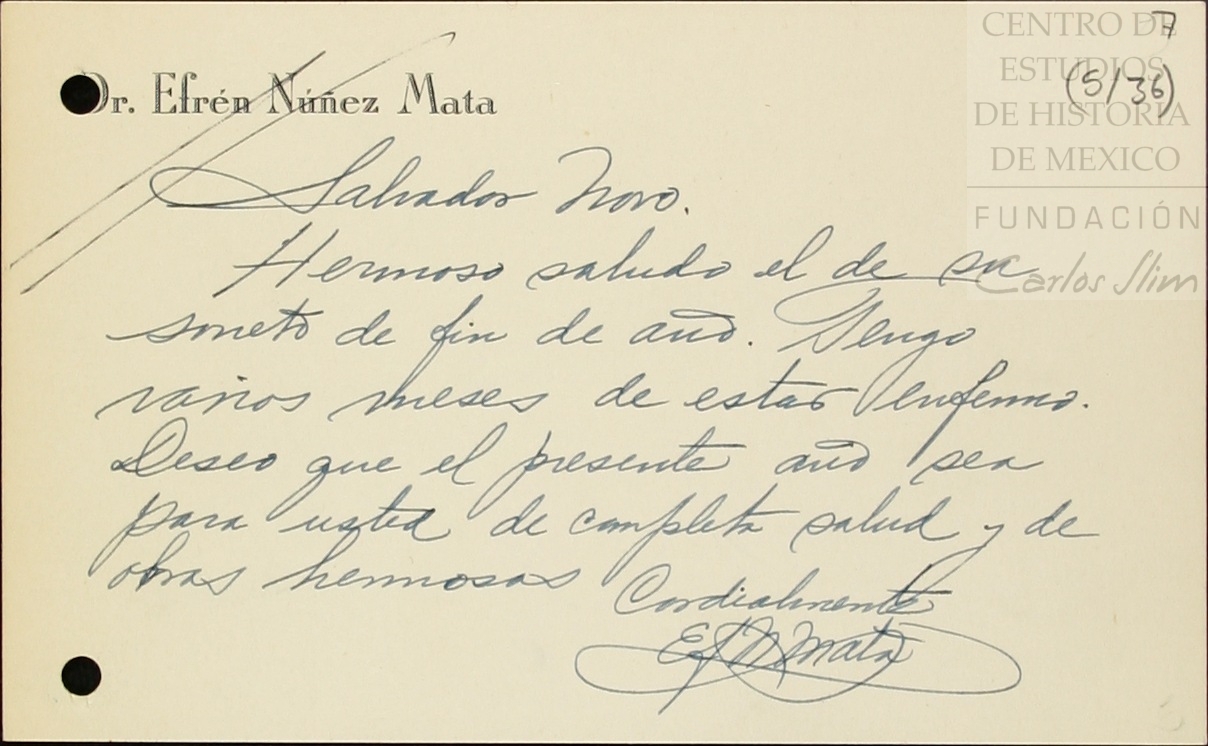 7
(5/36)
CENTRO DE
ESTUDIOS
DE HISTORIA
DE MEXICO
FUNDACIÓN
Carlos Slim
Dr. Efrén Núñez Mata
Salvador Novo.
Hermoso saludo el de su
soneto de fin de año. Tengo
varios meses de estar enfermo.
Deseo que el presente año sea
para usted de completa salud y de
obras hermosas
Cordialmente
Ef N Mata